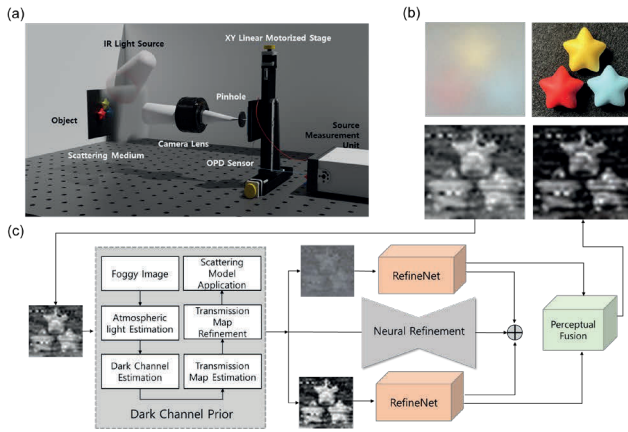 (a)
IR Light Source
XY Linear Motorized Stage
Pinhole
Object
Source
Measurement
Unit
Camera Lens
Scattering Medium
OPD Sensor
(b)
(c)
Foggy Image
Atmospheric
light Estimation
Dark Channel
Estimation
Scattering
Model
Application
Transmission
Map
Refinement
Transmission
Map Estimation
Dark Channel Prior
RefineNet
Neural Refinement
RefineNet
Perceptual
Fusion